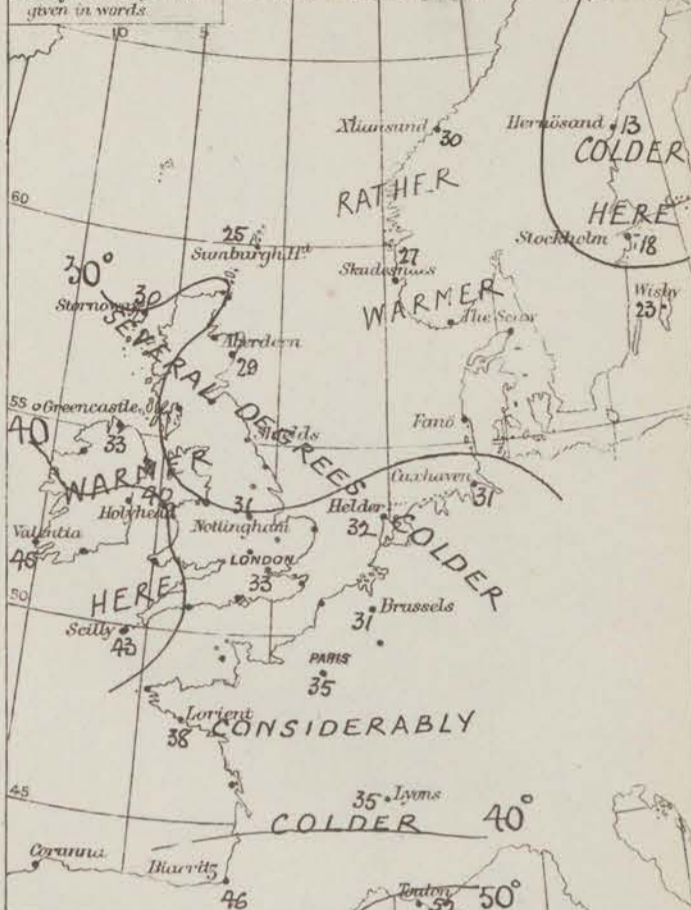 given in words
10
5
Xtiansund
30
Hernösand
13
COLDER
RATHER
HERE
60
25
Sumburgh Hd
Stockholm
18
30°
27
Skudesnaes
30
Stornoway
WARMER
The Scaw
Wisby
23
SEVERAL DEGREES COLDER
Aberdeen
29
55
Greencastle
33
Fanö
40
Shields
WARMER
Cuxhaven
31
40
Holyhead
31
Nottingham
Helder
32
Valentia
45
LONDON
33
HERE
50
Brussels
31
Scilly
43
PARIS
35
Lorient
38
CONSIDERABLY
45
35
Lyons
COLDER
40°
Corunna
Biarritz
46
Toulon
50°